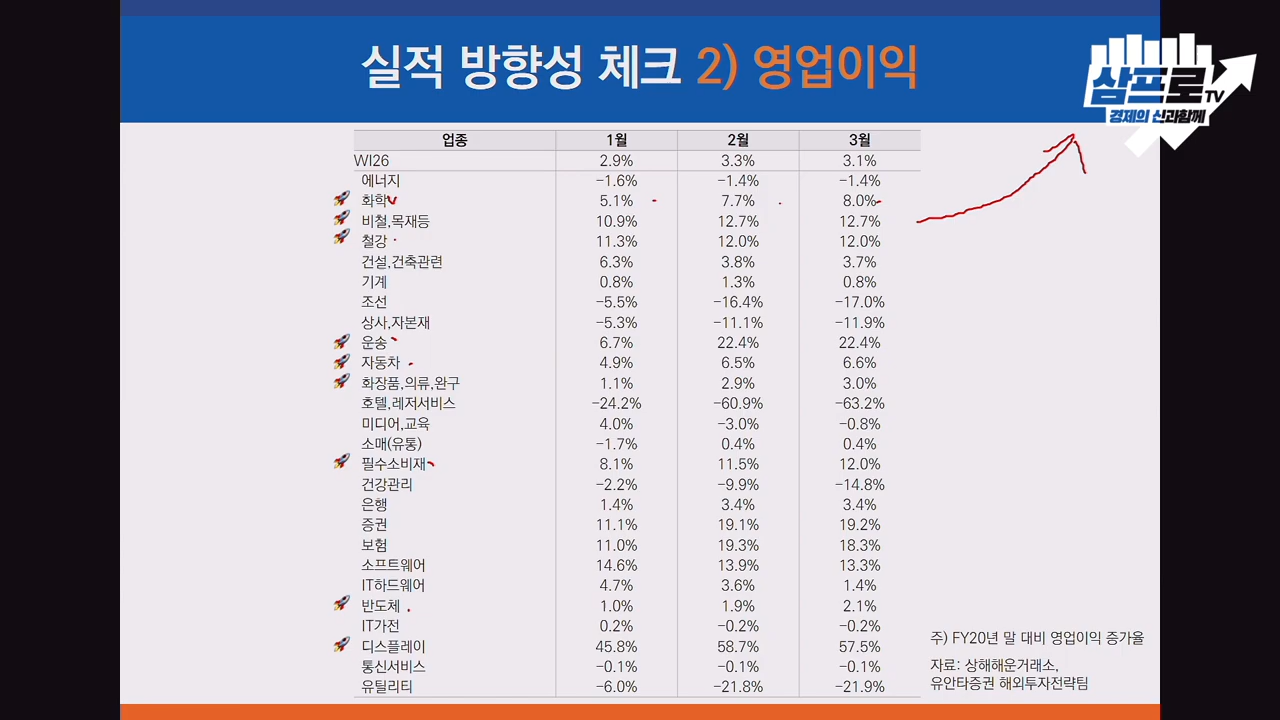 실적 방향성 체크 2) 영업이익
삼프로TV
경제의 신과함께
업종 1월 2월 3월
WI26 2.9% 3.3% 3.1%
에너지 -1.6% -1.4% -1.4%
화학 5.1% 7.7% 8.0%
비철,목재등 10.9% 12.7% 12.7%
철강 11.3% 12.0% 12.0%
건설,건축관련 6.3% 3.8% 3.7%
기계 0.8% 1.3% 0.8%
조선 -5.5% -16.4% -17.0%
상사,자본재 -5.3% -11.1% -11.9%
운송 6.7% 22.4% 22.4%
자동차 4.9% 6.5% 6.6%
화장품,의류,완구 1.1% 2.9% 3.0%
호텔,레저서비스 -24.2% -60.9% -63.2%
미디어,교육 4.0% -3.0% -0.8%
소매(유통) -1.7% 0.4% 0.4%
필수소비재 8.1% 11.5% 12.0%
건강관리 -2.2% -9.9% -14.8%
은행 1.4% 3.4% 3.4%
증권 11.1% 19.1% 19.2%
보험 11.0% 19.3% 18.3%
소프트웨어 14.6% 13.9% 13.3%
IT하드웨어 4.7% 3.6% 1.4%
반도체 1.0% 1.9% 2.1%
IT가전 0.2% -0.2% -0.2%
디스플레이 45.8% 58.7% 57.5%
통신서비스 -0.1% -0.1% -0.1%
유틸리티 -6.0% -21.8% -21.9%
주) FY20년 말 대비 영업이익 증가율
자료: 상해해운거래소,
유안타증권 해외투자전략팀